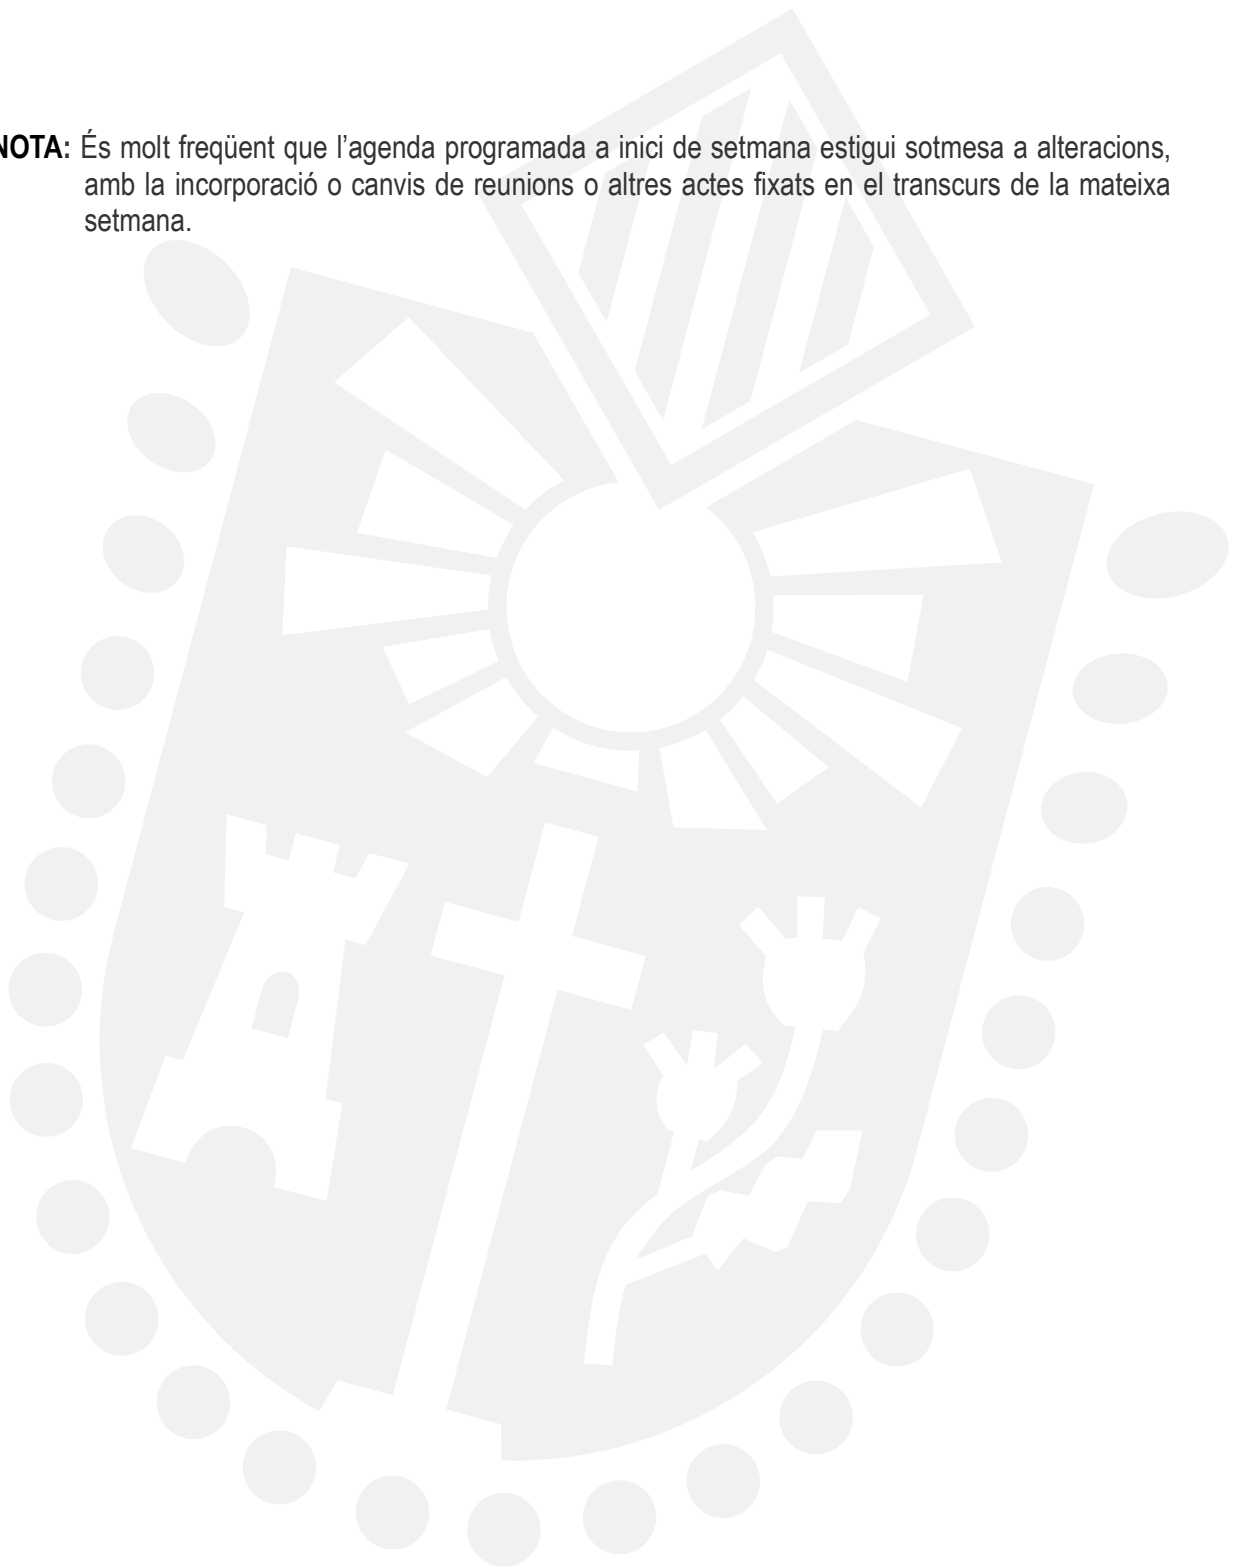 NOTA: És molt freqüent que l’agenda programada a inici de setmana estigui sotmesa a alteracions,
amb la incorporació o canvis de reunions o altres actes fixats en el transcurs de la mateixa
setmana.